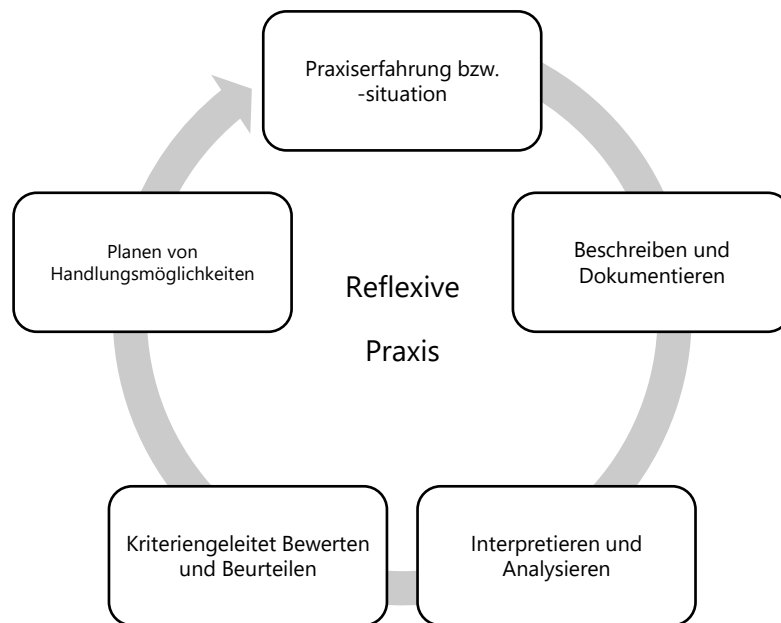 Praxiserfahrung bzw.
-situation
Beschreiben und
Dokumentieren
Interpretieren und
Analysieren
Kriteriengeleitet Bewerten
und Beurteilen
Planen von
Handlungsmöglichkeiten
Reflexive
Praxis